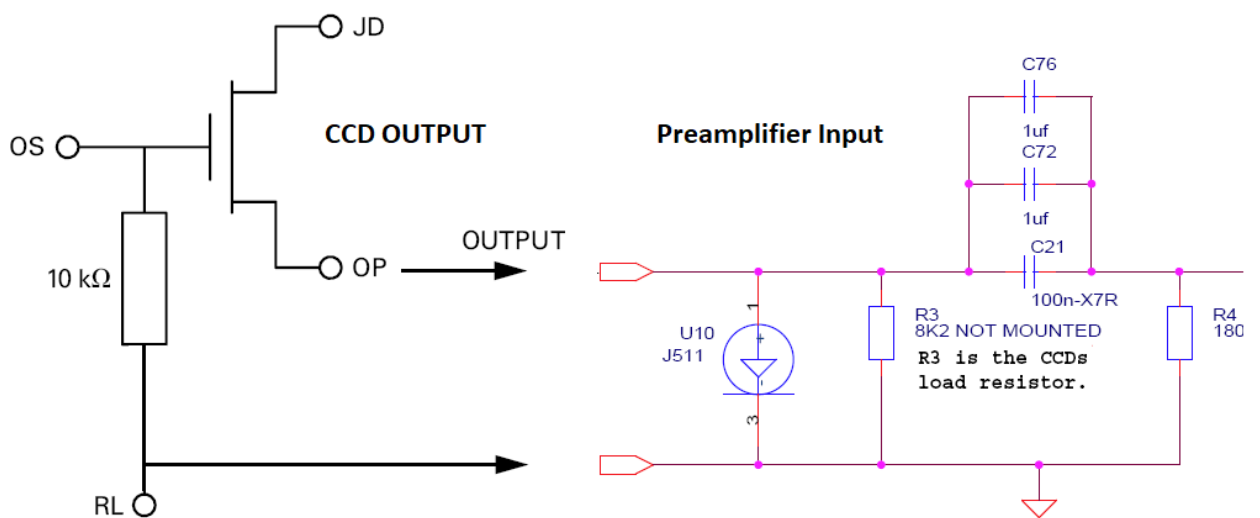 JD
OS
CCD OUTPUT
10 kΩ
OUTPUT
OP
RL
Preamplifier Input
C76
1uf
C72
1uf
C21
100n-X7R
1
U10
J511
+
-
3
R3
8K2 NOT MOUNTED
R3 is the CCDs
load resistor.
R4
180